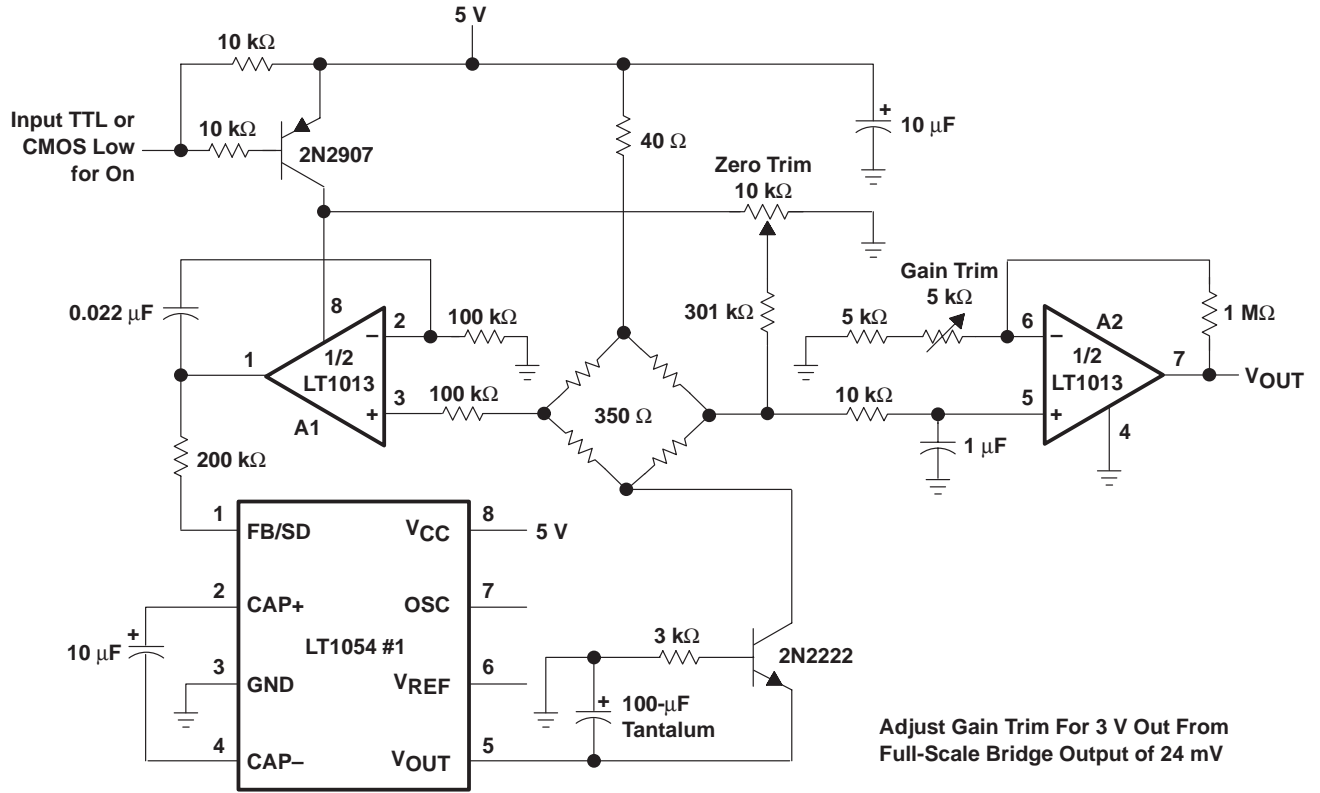 5 V
10 kΩ
Input TTL or
CMOS Low
for On
10 kΩ
2N2907
40 Ω
+
10 μF
Zero Trim
10 kΩ
0.022 μF
8
2
–
100 kΩ
1
1/2
LT1013
3
+
A1
100 kΩ
350 Ω
301 kΩ
Gain Trim
5 kΩ
5 kΩ
6
–
A2
1/2
LT1013
1 MΩ
7
VOUT
10 kΩ
5
+
4
1 μF
200 kΩ
1
FB/SD
VCC
8
5 V
2
CAP+
OSC
7
+
10 μF
LT1054 #1
3
GND
VREF
6
4
CAP–
VOUT
5
3 kΩ
2N2222
+
100-μF
Tantalum
Adjust Gain Trim For 3 V Out From
Full-Scale Bridge Output of 24 mV